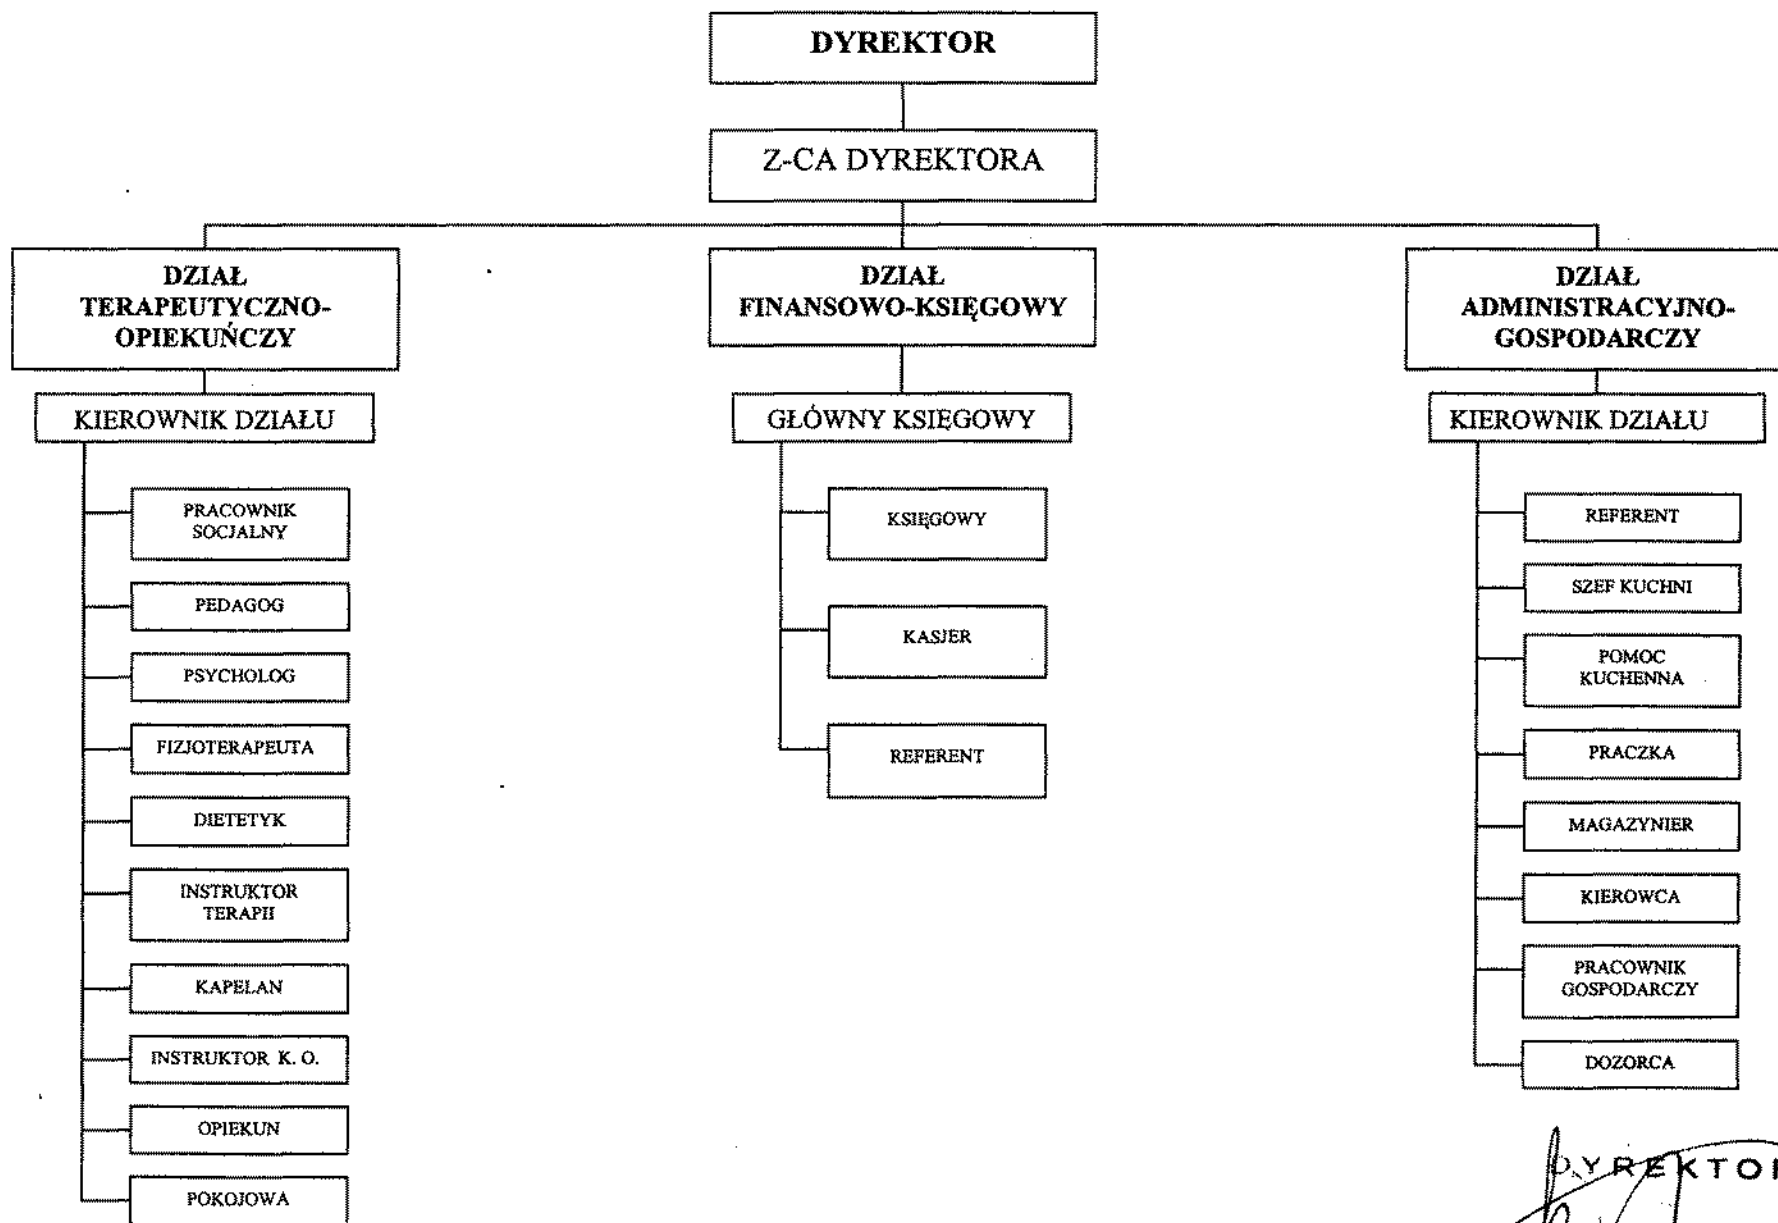 DYREKTOR
Z-CA DYREKTORA
DZIAŁ
TERAPEUTYCZNO-
OPIEKUŃCZY
KIEROWNIK DZIAŁU
PRACOWNIK
SOCJALNY
PEDAGOG
PSYCHOLOG
FIZJOTERAPEUTA
DIETETYK
INSTRUKTOR
TERAPII
KAPELAN
INSTRUKTOR K. O.
OPIEKUN
POKOJOWA
DZIAŁ
FINANSOWO-KSIĘGOWY
GŁÓWNY KSIĘGOWY
KSIĘGOWY
KASJER
REFERENT
DZIAŁ
ADMINISTRACYJNO-
GOSPODARCZY
KIEROWNIK DZIAŁU
REFERENT
SZEF KUCHNI
POMOC
KUCHENNA
PRACZKA
MAGAZYNIER
KIEROWCA
PRACOWNIK
GOSPODARCZY
DOZORCA
DYREKTOR